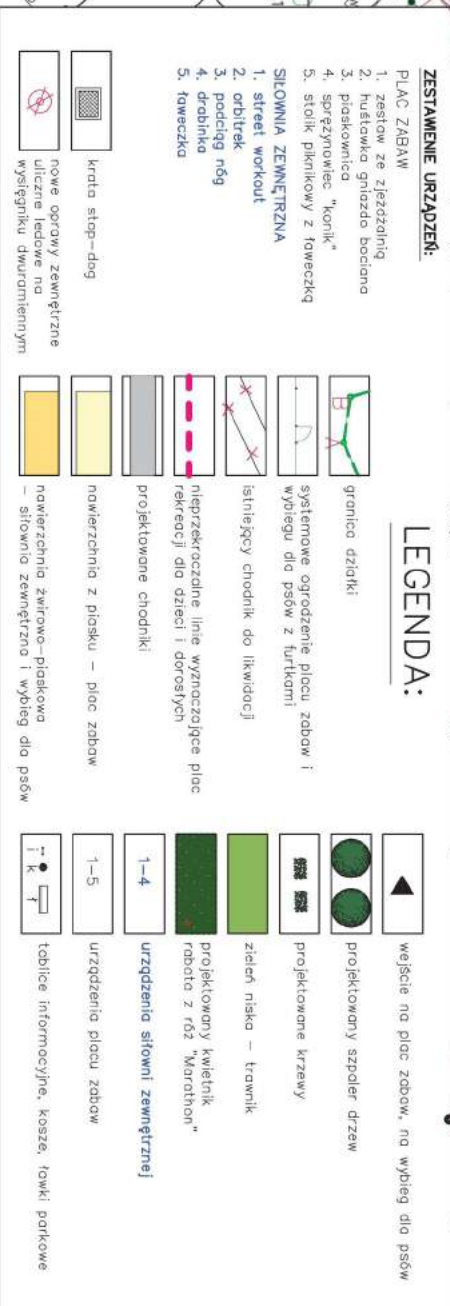 ZESTAWIENIE URZĄDZEŃ:
PLAC ZABAW
1. zestaw ze zjeżdżalnią
2. huśtawka gniazdo bociana
3. piaskownica
4. sprężynowiec "konik"
5. stolik piknikowy z ławeczką
SIŁOWNIA ZEWNĘTRZNA
1. street workout
2. orbitrek
3. podciąg nóg
4. drabinka
5. ławeczka
krata stop-dog
nowe oprawy zewnętrzne
uliczne ledowe na
wysięgniku dwuramiennym
LEGENDA:
B
A
granica działki
systemowe ogrodzenie placu zabaw i
wybiegu dla psów z furtkami
istniejący chodnik do likwidacji
nieprzekraczalne linie wyznaczające plac
rekreacji dla dzieci i dorosłych
projektowane chodniki
nawierzchnia z piasku – plac zabaw
nawierzchnia żwirowo-piaskowa
– siłownia zewnętrzna i wybieg dla psów
wejście na plac zabaw, na wybieg dla psów
projektowany szpaler drzew
projektowane krzewy
zieleń niska – trawnik
projektowany kwietnik
rabata z róż "Marathon"
1-4
urządzenia siłowni zewnętrznej
1-5
urządzenia placu zabaw
i k ł
tablice informacyjne, kosze, ławki parkowe